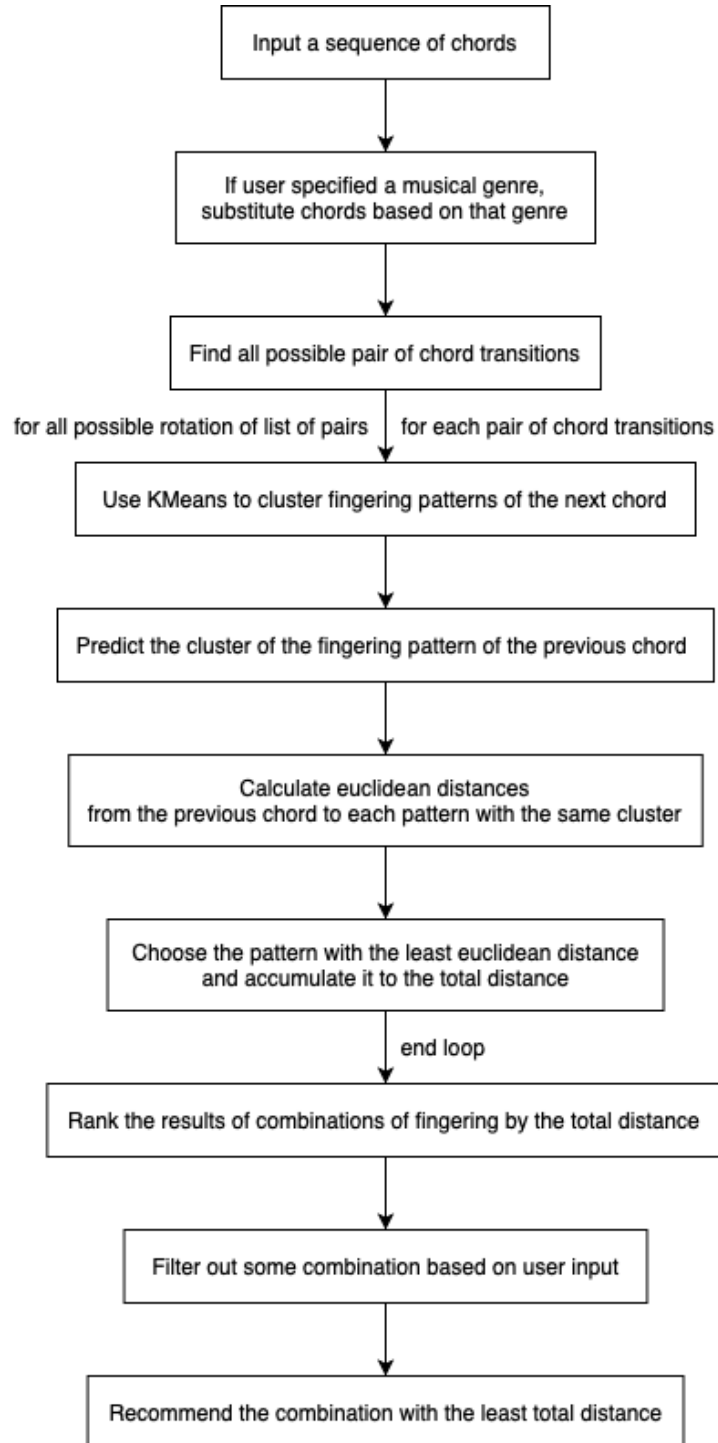 Input a sequence of chords
If user specified a musical genre,
substitute chords based on that genre
Find all possible pair of chord transitions
for all possible rotation of list of pairs
for each pair of chord transitions
Use KMeans to cluster fingering patterns of the next chord
Predict the cluster of the fingering pattern of the previous chord
Calculate euclidean distances
from the previous chord to each pattern with the same cluster
Choose the pattern with the least euclidean distance
and accumulate it to the total distance
end loop
Rank the results of combinations of fingering by the total distance
Filter out some combination based on user input
Recommend the combination with the least total distance